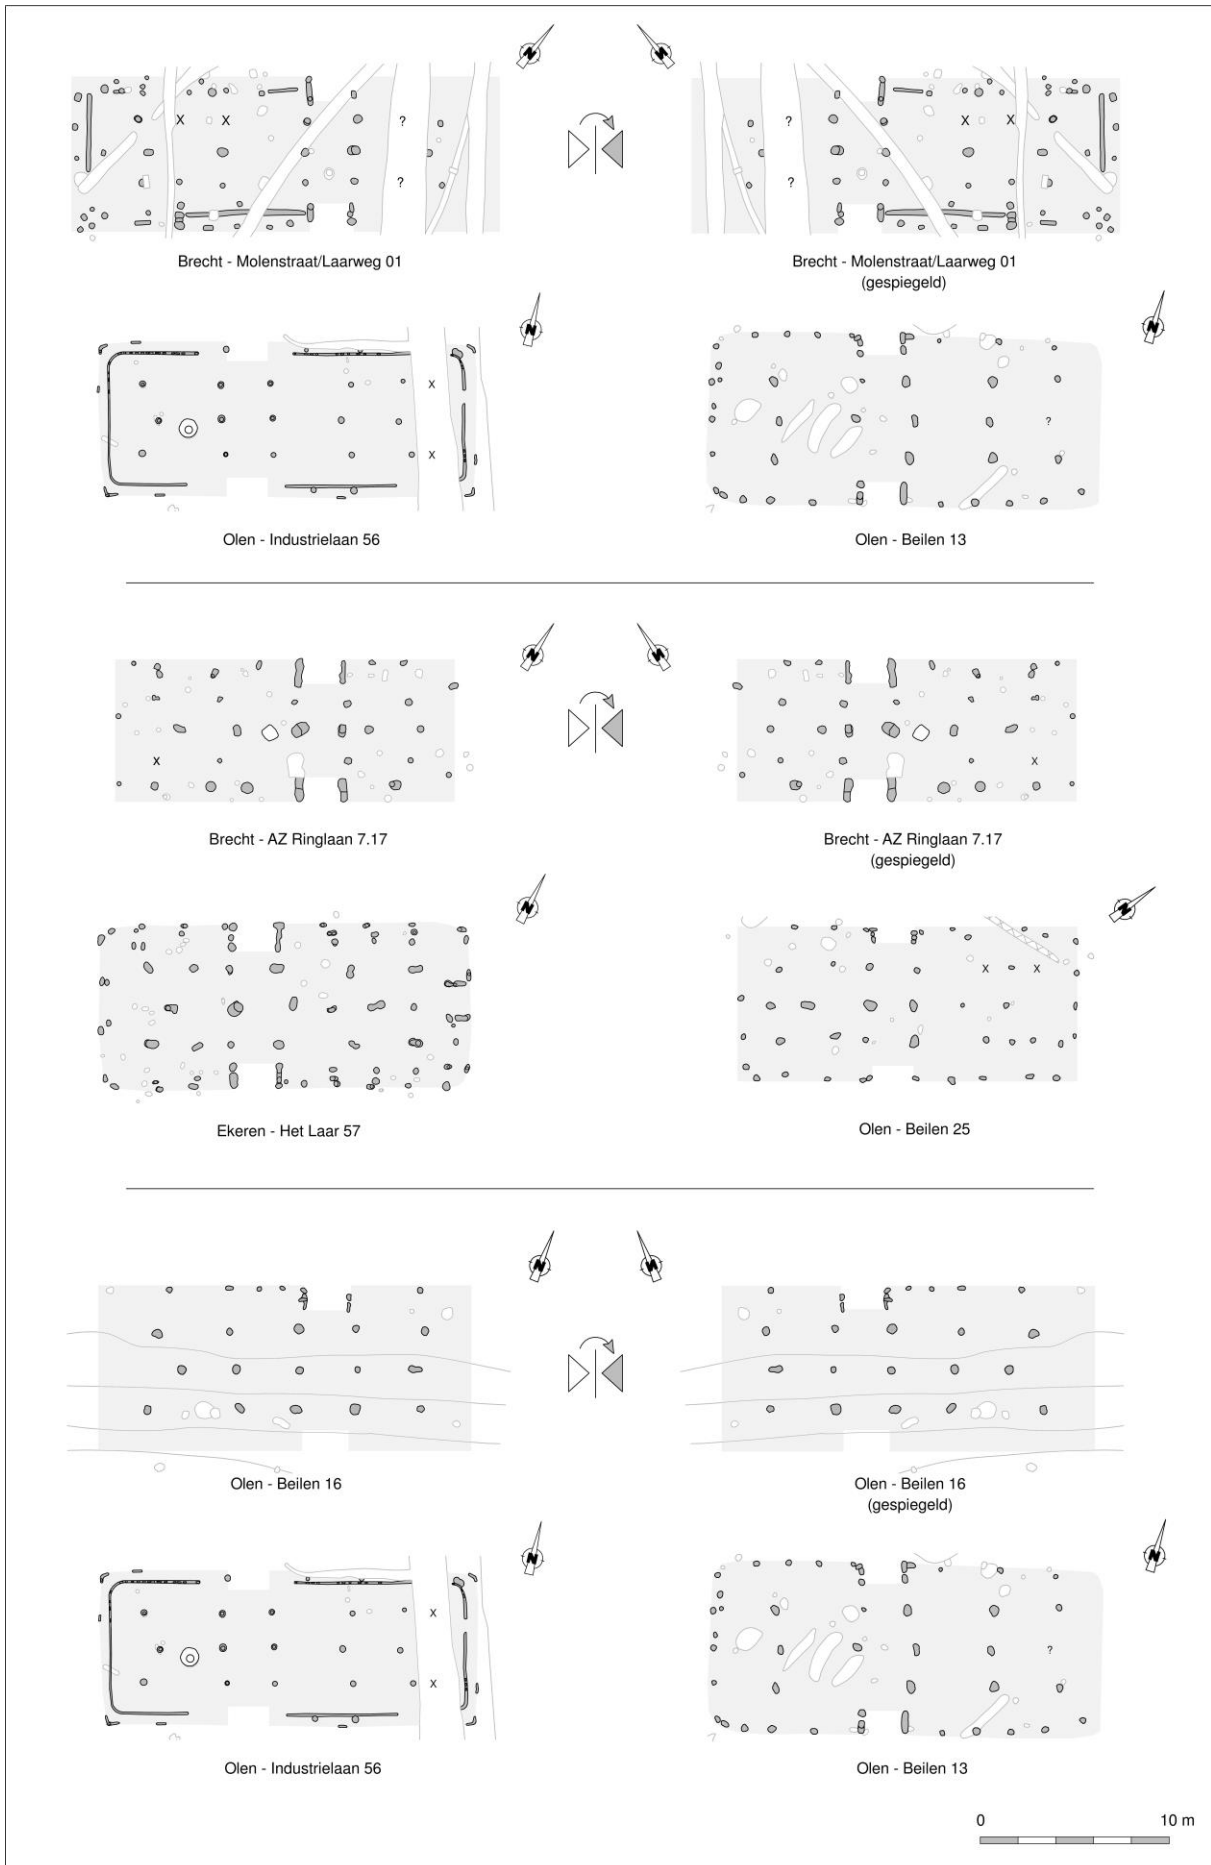 N
N
X X ?
? X X
?
?
Brecht - Molenstraat/Laarweg 01
Brecht - Molenstraat/Laarweg 01
(gespiegeld)
N
N
X
?
X
Olen - Industrielaan 56
Olen - Beilen 13
N
N
X
X
Brecht - AZ Ringlaan 7.17
Brecht - AZ Ringlaan 7.17
(gespiegeld)
N
N
X X
Ekeren - Het Laar 57
Olen - Beilen 25
N
N
Olen - Beilen 16
Olen - Beilen 16
(gespiegeld)
N
N
X
?
X
Olen - Industrielaan 56
Olen - Beilen 13
0 10 m